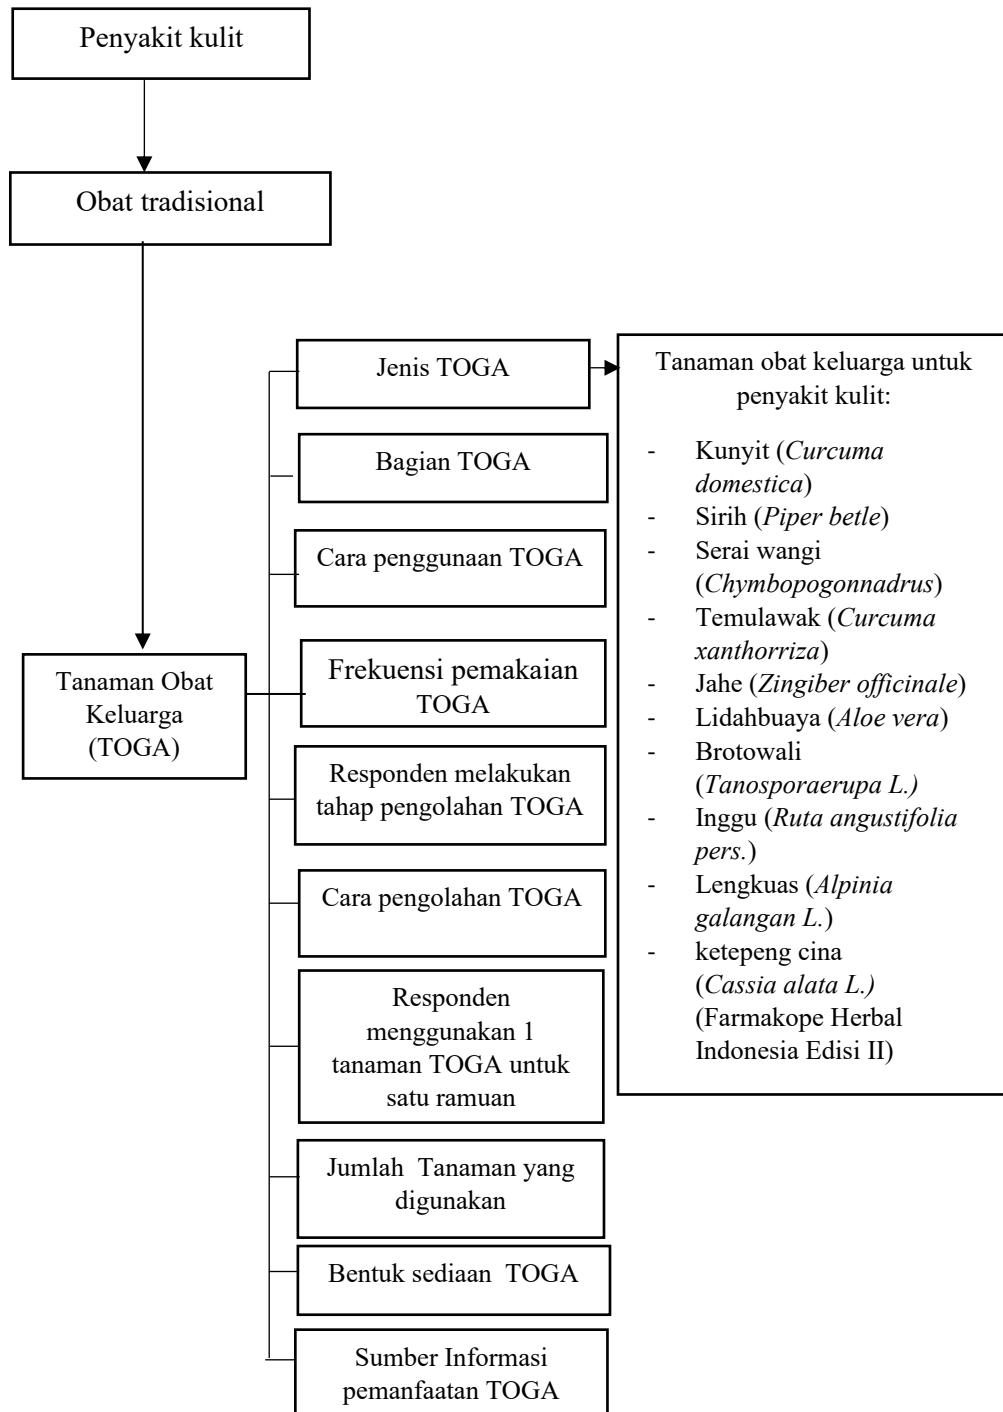 Penyakit kulit
Obat tradisional
Tanaman Obat
Keluarga
(TOGA)
Jenis TOGA
Bagian TOGA
Cara penggunaan TOGA
Frekuensi pemakaian
TOGA
Responden melakukan
tahap pengolahan TOGA
Cara pengolahan TOGA
Responden
menggunakan 1
tanaman TOGA untuk
satu ramuan
Jumlah Tanaman yang
digunakan
Bentuk sediaan TOGA
Sumber Informasi
pemanfaatan TOGA
Tanaman obat keluarga untuk
penyakit kulit:
- Kunyit (Curcuma
domestica)
- Sirih (Piper betle)
- Serai wangi
(Chymbopogonnadrus)
- Temulawak (Curcuma
xanthorriza)
- Jahe (Zingiber officinale)
- Lidahbuaya (Aloe vera)
- Brotowali
(Tanosporaerupa L.)
- Inggu (Ruta angustifolia
pers.)
- Lengkuas (Alpinia
galangan L.)
- ketepeng cina
(Cassia alata L.)
(Farmakope Herbal
Indonesia Edisi II)